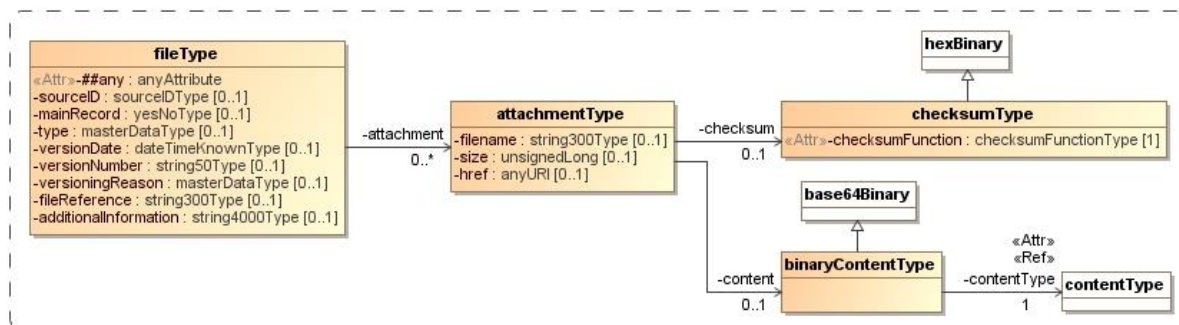 fileType
«Attr»-##any : anyAttribute
-sourceID : sourceIDType [0..1]
-mainRecord : yesNoType [0..1]
-type : masterDataType [0..1]
-versionDate : dateTimeKnownType [0..1]
-versionNumber : string50Type [0..1]
-versioningReason : masterDataType [0..1]
-fileReference : string300Type [0..1]
-additionalInformation : string4000Type [0..1]
-attachment
0..*
attachmentType
-filename : string300Type [0..1]
-size : unsignedLong [0..1]
-href : anyURI [0..1]
-checksum
0..1
hexBinary
checksumType
«Attr»-checksumFunction : checksumFunctionType [1]
-content
0..1
base64Binary
binaryContentType
«Attr»
«Ref»
-contentType
1
contentType